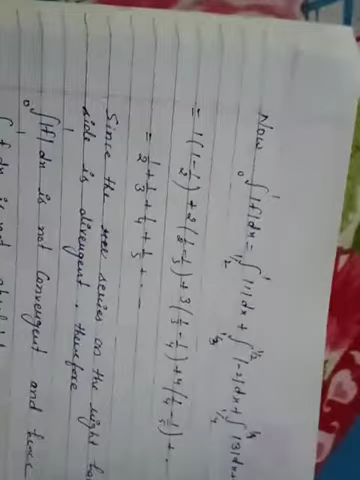 Now ∫₀¹ |f| dx = ∫_{1/2}^{1} |1| dx + ∫_{1/3}^{1/2} |-2| dx + ∫_{1/4}^{1/3} |3| dx +
= 1(1-1/2) + 2(1/2-1/3) + 3(1/3-1/4) + 4(1/4-1/5) + ..
= 1/2 + 1/3 + 1/4 + 1/5 + ...
Since the series on the right
side is divergent. therefore
∫₀¹ |f| dx is not convergent and hence
∫ f dx is not